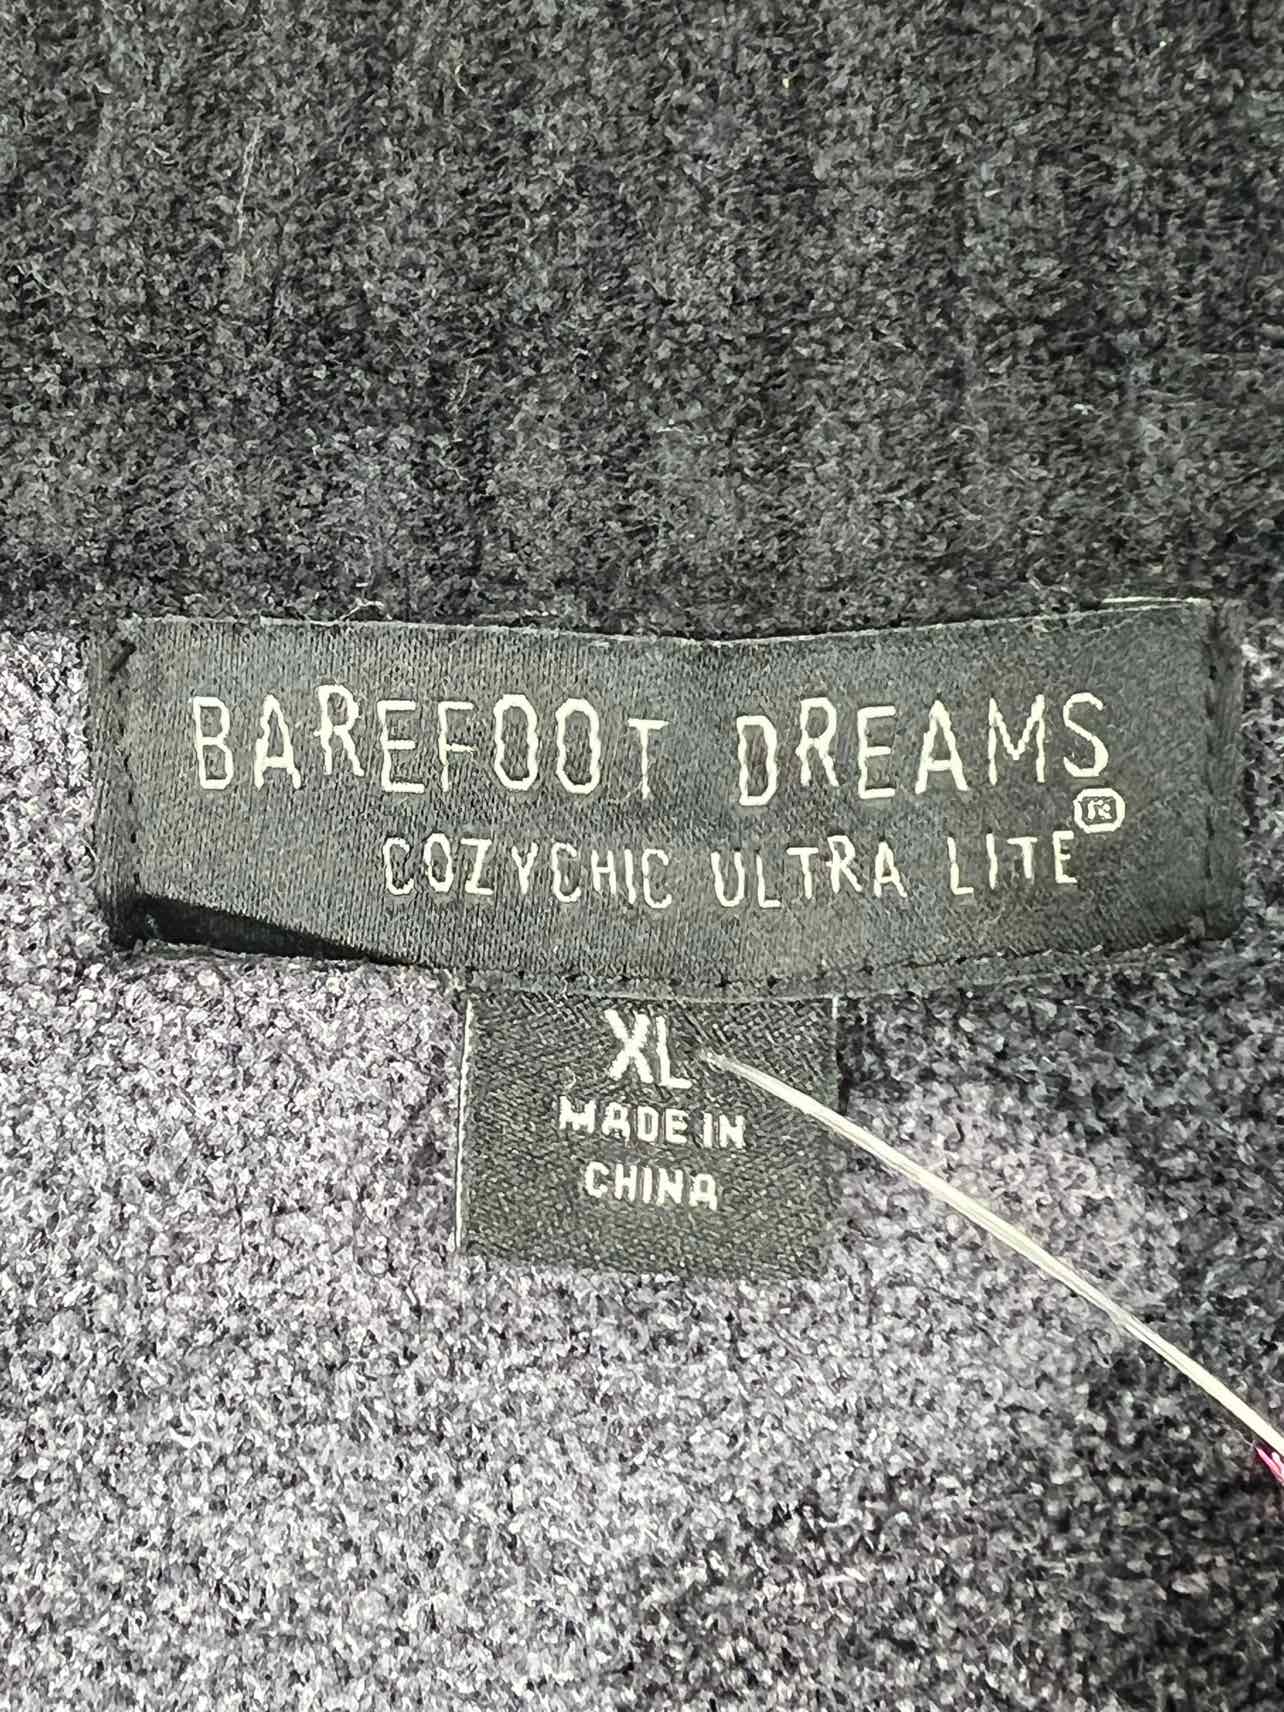 BAREFOOT DREAMS
®
COZYCHIC ULTRA LITE
XL
MADE IN
CHINA